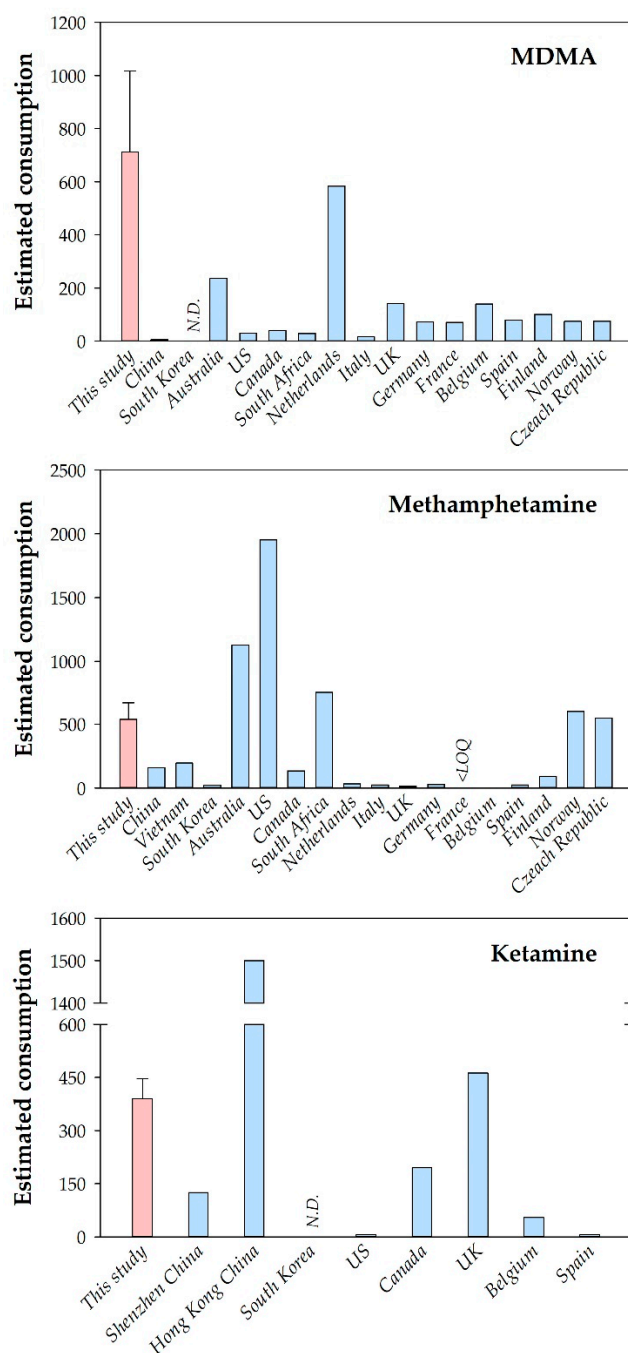 MDMA
Estimated consumption
1200
1000
800
600
400
200
0
N.D.
This study
China
South Korea
Australia
US
Canada
South Africa
Netherlands
Italy
UK
Germany
France
Belgium
Spain
Finland
Norway
Czeach Republic
Methamphetamine
Estimated consumption
2500
2000
1500
1000
500
0
<LOQ
This study
China
Vietnam
South Korea
Australia
US
Canada
South Africa
Netherlands
Italy
UK
Germany
France
Belgium
Spain
Finland
Norway
Czeach Republic
Ketamine
Estimated consumption
1600
1500
1400
600
450
300
150
0
N.D.
This study
Shenzhen China
Hong Kong China
South Korea
US
Canada
UK
Belgium
Spain